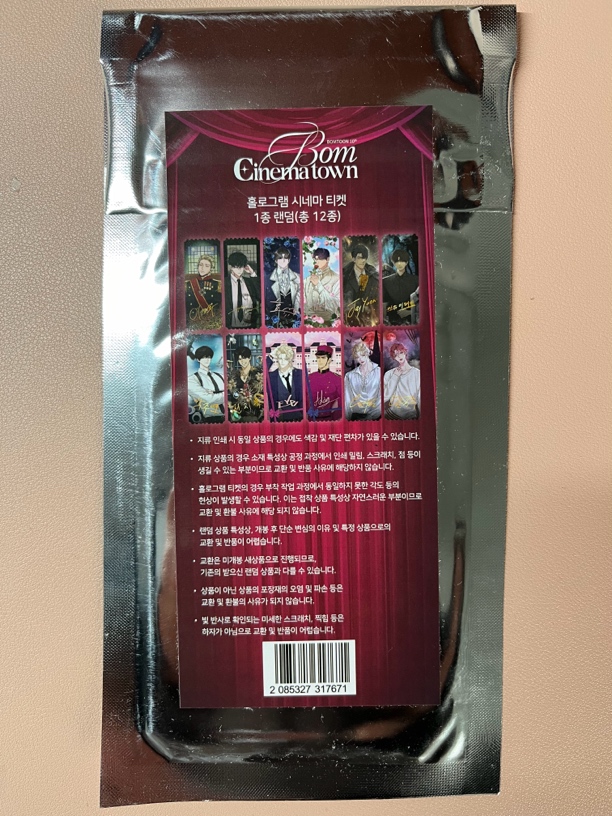 BOMTOON UP
Bom
Cinematown
홀로그램 시네마 티켓
1종 랜덤(총 12종)
Jay Yoon
• 지류 인쇄 시 동일 상품의 경우에도 색감 및 재단 편차가 있을 수 있습니다.
• 지류 상품의 경우 소재 특성상 공정 과정에서 인쇄 밀림, 스크래치, 점 등이
생길 수 있는 부분이므로 교환 및 반품 사유에 해당하지 않습니다.
• 홀로그램 티켓의 경우 부착 작업 과정에서 동일하지 못한 각도 등의
현상이 발생할 수 있습니다. 이는 접착 상품 특성상 자연스러운 부분이므로
교환 및 환불 사유에 해당 되지 않습니다.
• 랜덤 상품 특성상, 개봉 후 단순 변심의 이유 및 특정 상품으로의
교환 및 반품이 어렵습니다.
• 교환은 미개봉 새상품으로 진행되므로,
기존의 받으신 랜덤 상품과 다를 수 있습니다.
• 상품이 아닌 상품의 포장재의 오염 및 파손 등은
교환 및 환불의 사유가 되지 않습니다.
• 빛 반사로 확인되는 미세한 스크래치, 찍힘 등은
하자가 아님으로 교환 및 반품이 어렵습니다.
2 085327 317671